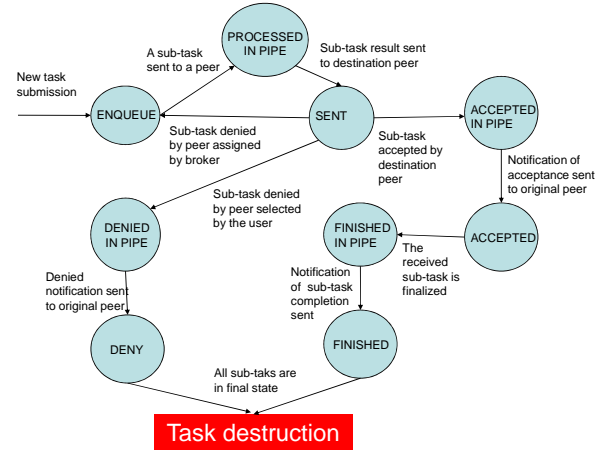 PROCESSED
IN PIPE
A sub-task
sent to a peer
Sub-task result sent
to destination peer
New task
submission
ENQUEUE
SENT
ACCEPTED
IN PIPE
Sub-task denied
by peer assigned
by broker
Sub-task
accepted by
destination
peer
Notification of
acceptance sent
to original peer
Sub-task denied
by peer selected
by the user
DENIED
IN PIPE
FINISHED
IN PIPE
ACCEPTED
The
received
sub-task is
finalized
Denied
notification sent
to original peer
Notification
of sub-task
completion
sent
DENY
FINISHED
All sub-taks are
in final state
Task destruction